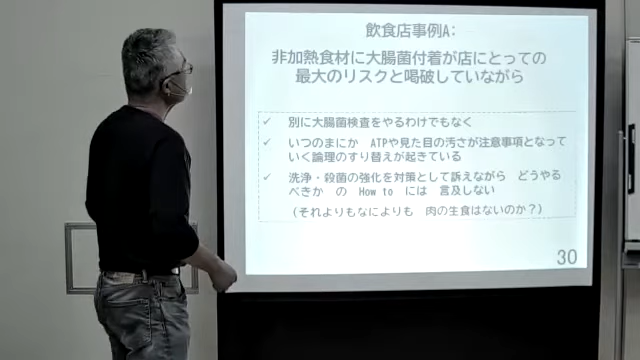 飲食店事例A:
非加熱食材に大腸菌付着が店にとっての
最大のリスクと喝破していながら
✓ 別に大腸菌検査をやるわけでもなく
✓ いつのまにか ATPや見た目の汚さが注意事項となって
いく論理のすり替えが起きている
✓ 洗浄・殺菌の強化を対策として訴えながら どうやる
べきか の How to には 言及しない
(それよりもなによりも 肉の生食はないのか?)
30